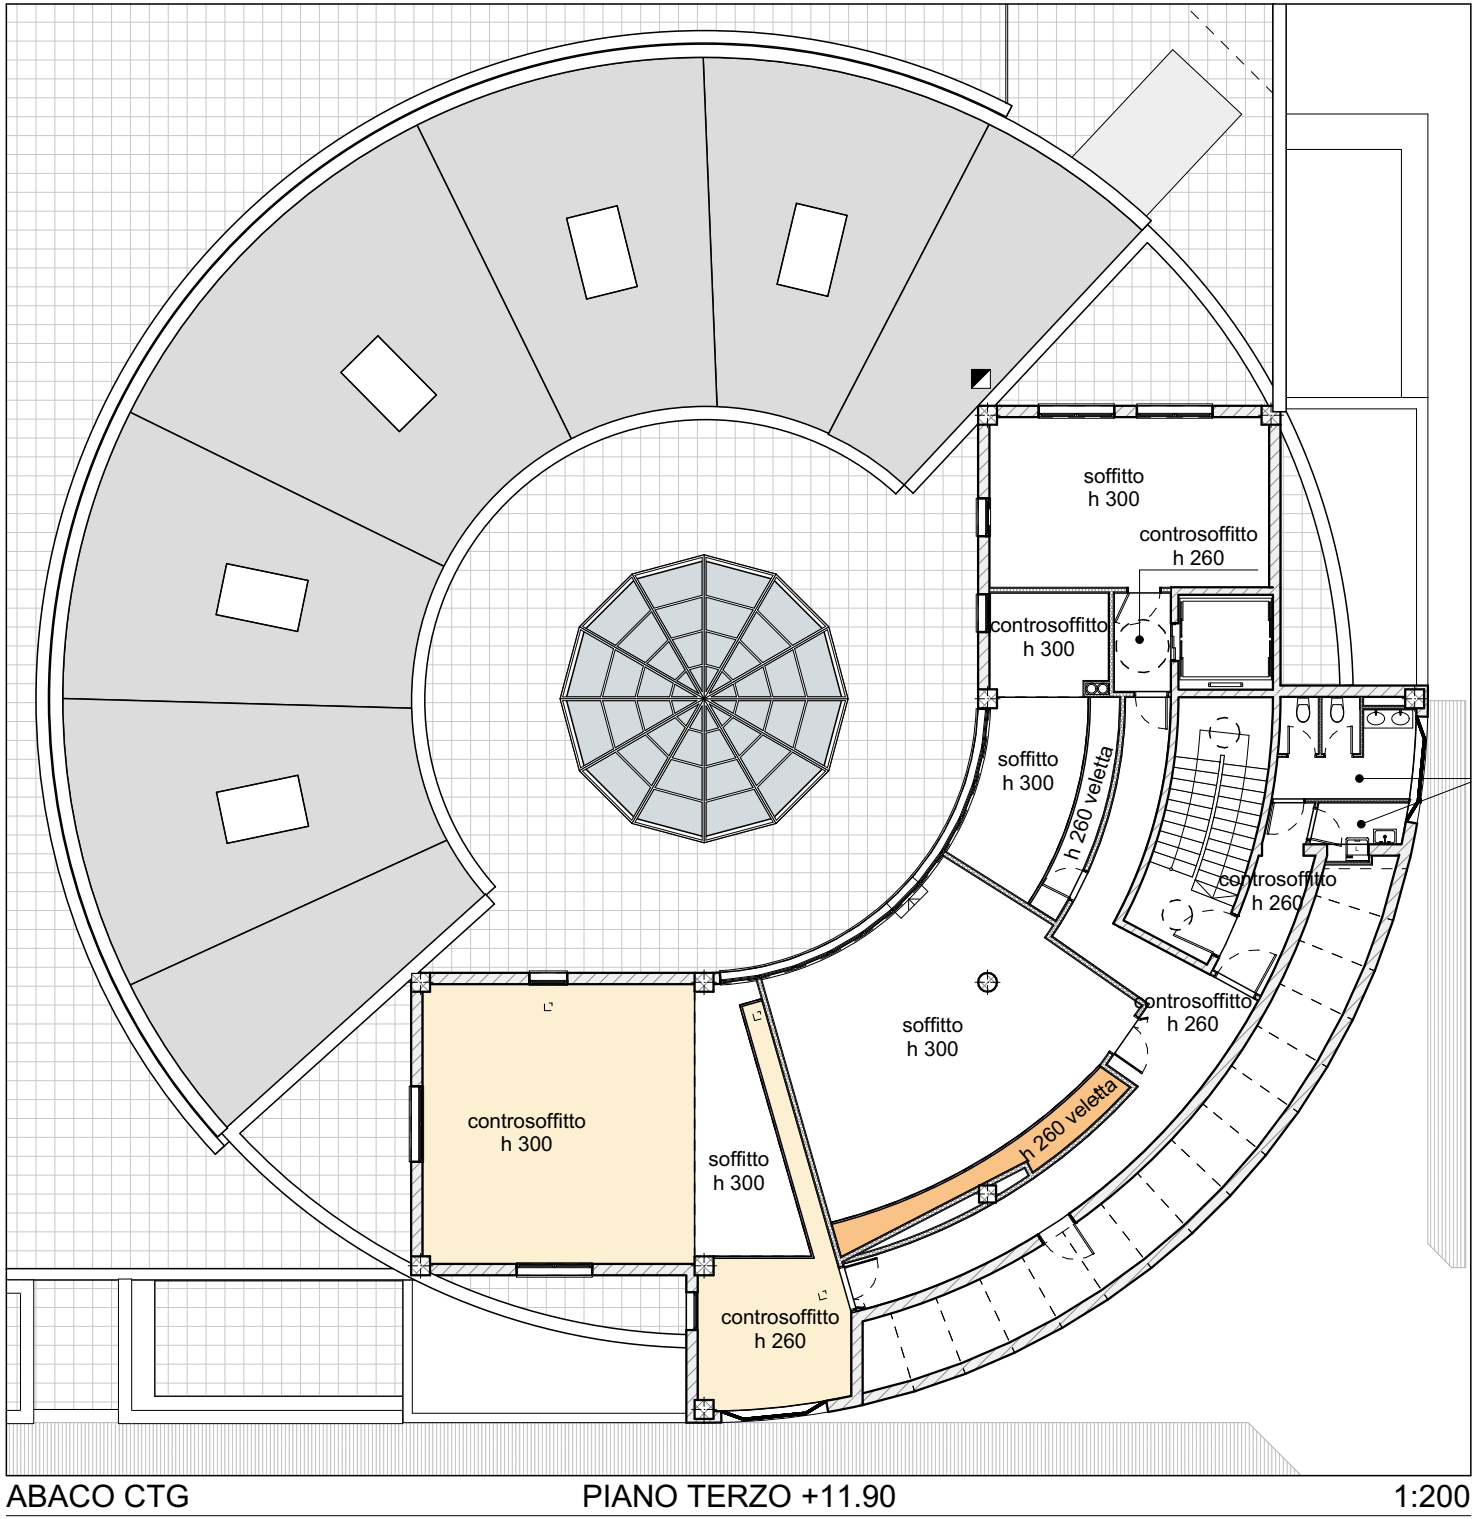 soffitto
h 300
controsoffitto
h 260
controsoffitto
h 300
soffitto
h 300
h 260 veletta
controsoffitto
h 260
controsoffitto
h 260
soffitto
h 300
h 260 veletta
controsoffitto
h 300
soffitto
h 300
controsoffitto
h 260
L
ABACO CTG
PIANO TERZO +11.90
1:200